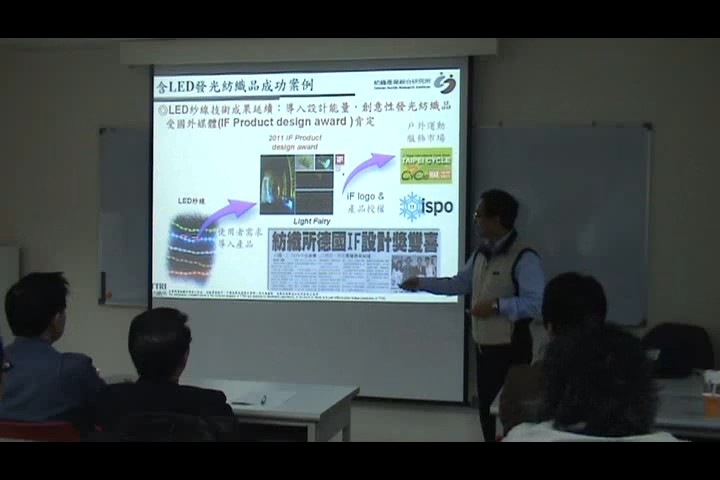 含LED發光紡織品成功案例
紡織產業綜合研究所
Taiwan Textile Research Institute
◎LED紗線技術成果延續：導入設計能量，創意性發光紡織品
受國外媒體(IF Product design award )肯定
2011 IF Product
design award
戶外運動
服飾市場
TAIPEI CYCLE
LED紗線
iF logo &
產品授權
ispo
Light Fairy
使用者需求
導入產品
紡織所德國IF設計獎雙喜